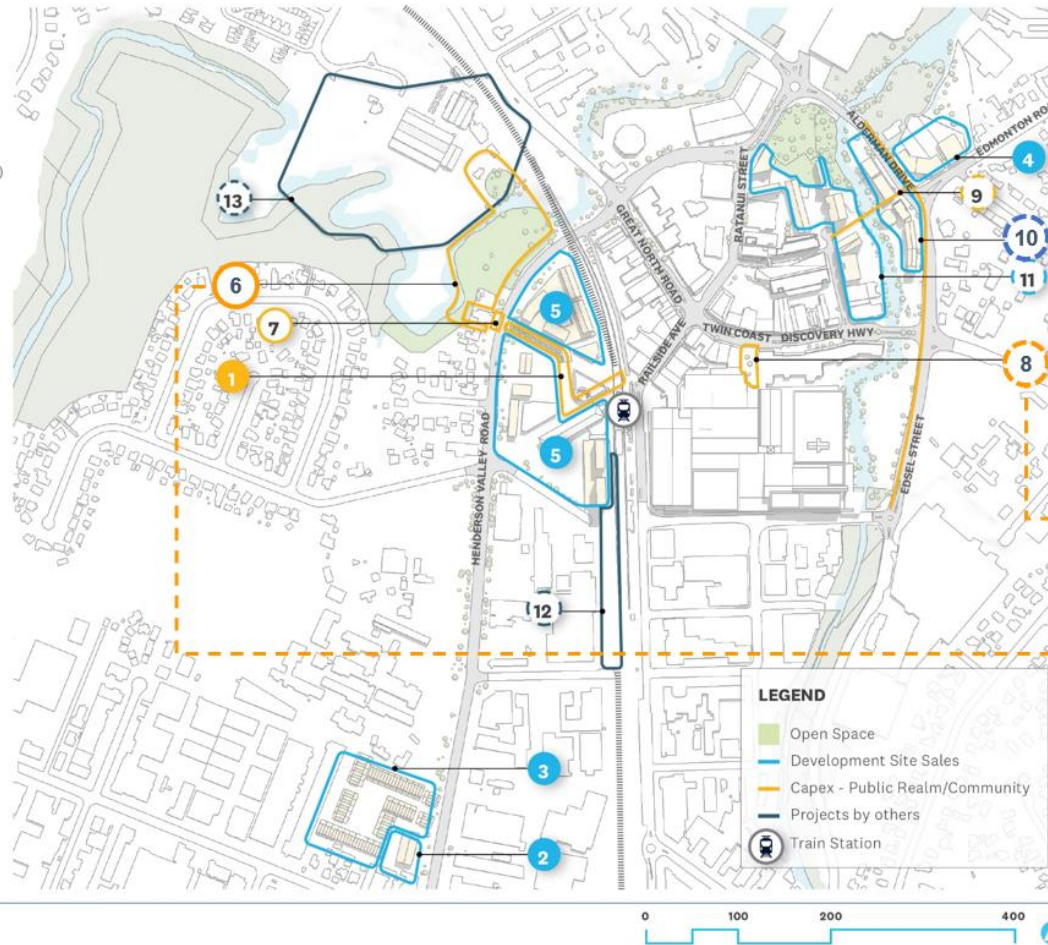 ALDERMAN DRIVE
EDMONTON RO
4
RATANUI STREET
9
13
GREAT NORTH ROAD
10
11
6
5
7
TWIN COAST DISCOVERY HWY
RAILSIDE AVE
8
1
HENDERSON VALLEY ROAD
5
EDSEL STREET
12
LEGEND
Open Space
Development Site Sales
Capex - Public Realm/Community
Projects by others
Train Station
3
2
0 100 200 400